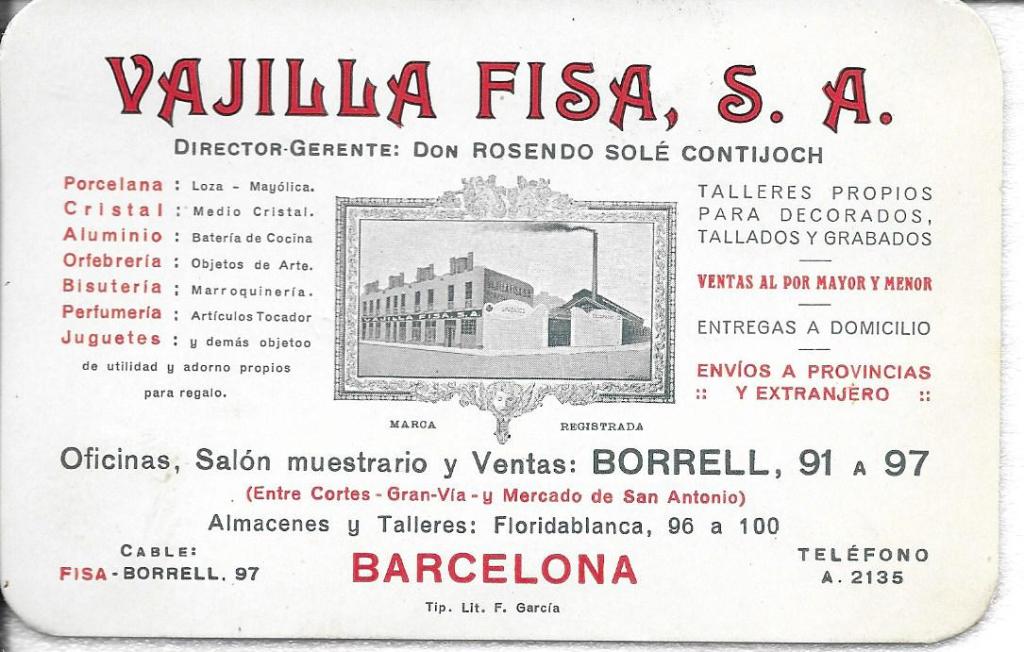 VAJILLA FISA, S. A.
DIRECTOR-GERENTE: DON ROSENDO SOLÉ CONTIJOCH
Porcelana : Loza - Mayólica.
Cristal : Medio Cristal.
Aluminio : Batería de Cocina
Orfebrería : Objetos de Arte.
Bisutería : Marroquinería.
Perfumería : Artículos Tocador
Juguetes : y demás objetoo
de utilidad y adorno propios
para regalo.
VAJILLA FISA, S.A.
MARCA REGISTRADA
TALLERES PROPIOS
PARA DECORADOS,
TALLADOS Y GRABADOS
VENTAS AL POR MAYOR Y MENOR
ENTREGAS A DOMICILIO
ENVÍOS A PROVINCIAS
:: Y EXTRANJERO ::
Oficinas, Salón muestrario y Ventas: BORRELL, 91 A 97
(Entre Cortes - Gran-Vía - y Mercado de San Antonio)
Almacenes y Talleres: Floridablanca, 96 a 100
CABLE:
FISA - BORRELL. 97
BARCELONA
TELÉFONO
A. 2135
Tip. Lit. F. García